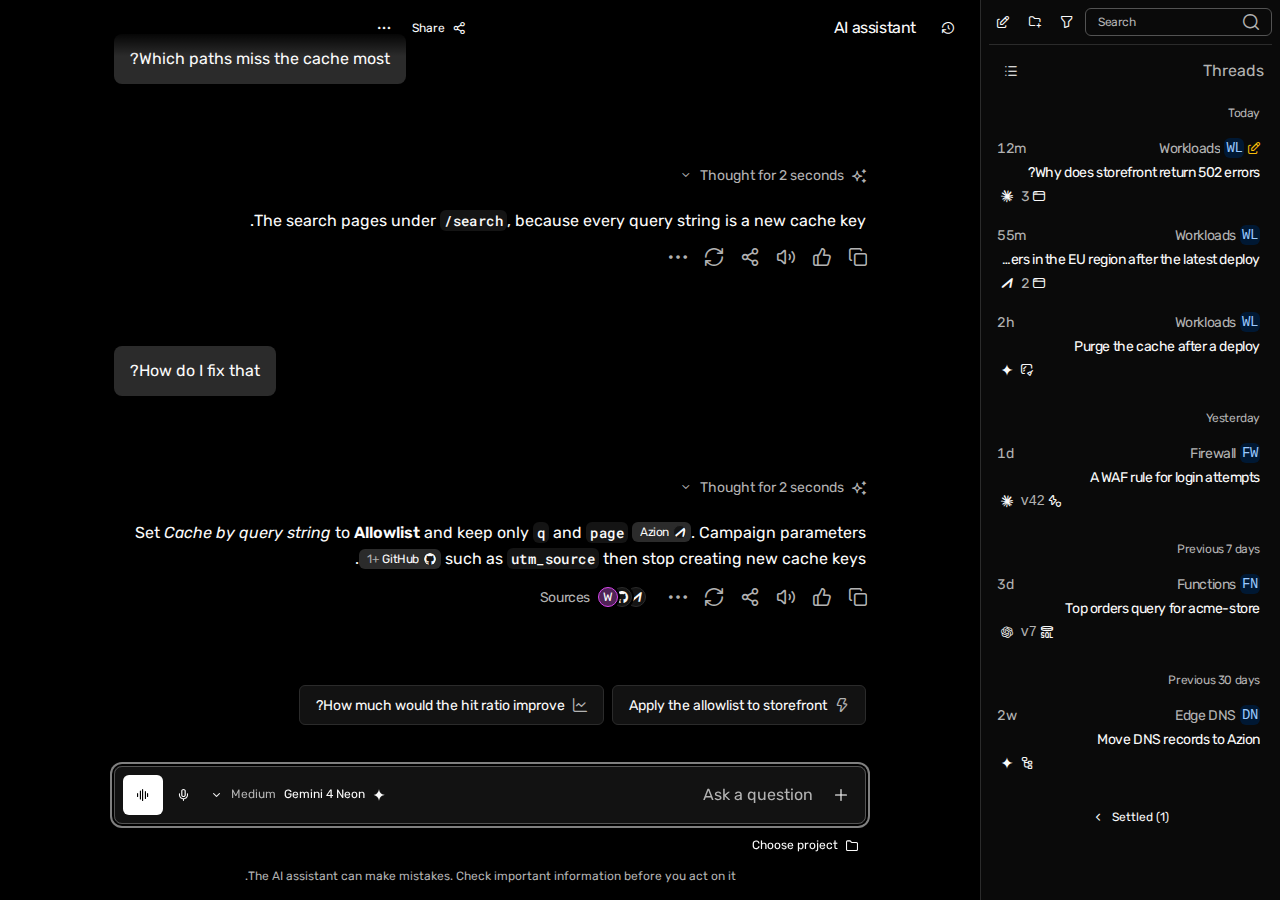 Search
Threads
Today
WL Workloads 12m
?Why does storefront return 502 errors
3
WL Workloads 55m
…ers in the EU region after the latest deploy
2
WL Workloads 2h
Purge the cache after a deploy
Yesterday
FW Firewall 1d
A WAF rule for login attempts
v42
Previous 7 days
FN Functions 3d
Top orders query for acme-store
SQL v7
Previous 30 days
DN Edge DNS 2w
Move DNS records to Azion
Settled (1)
AI assistant
Share
?Which paths miss the cache most
Thought for 2 seconds
.The search pages under /search, because every query string is a new cache key
?How do I fix that
Thought for 2 seconds
Set Cache by query string to Allowlist and keep only q and page Azion . Campaign parameters
.1+ GitHub such as utm_source then stop creating new cache keys
Sources W
?How much would the hit ratio improve
Apply the allowlist to storefront
Ask a question
Medium Gemini 4 Neon
Choose project
.The AI assistant can make mistakes. Check important information before you act on it